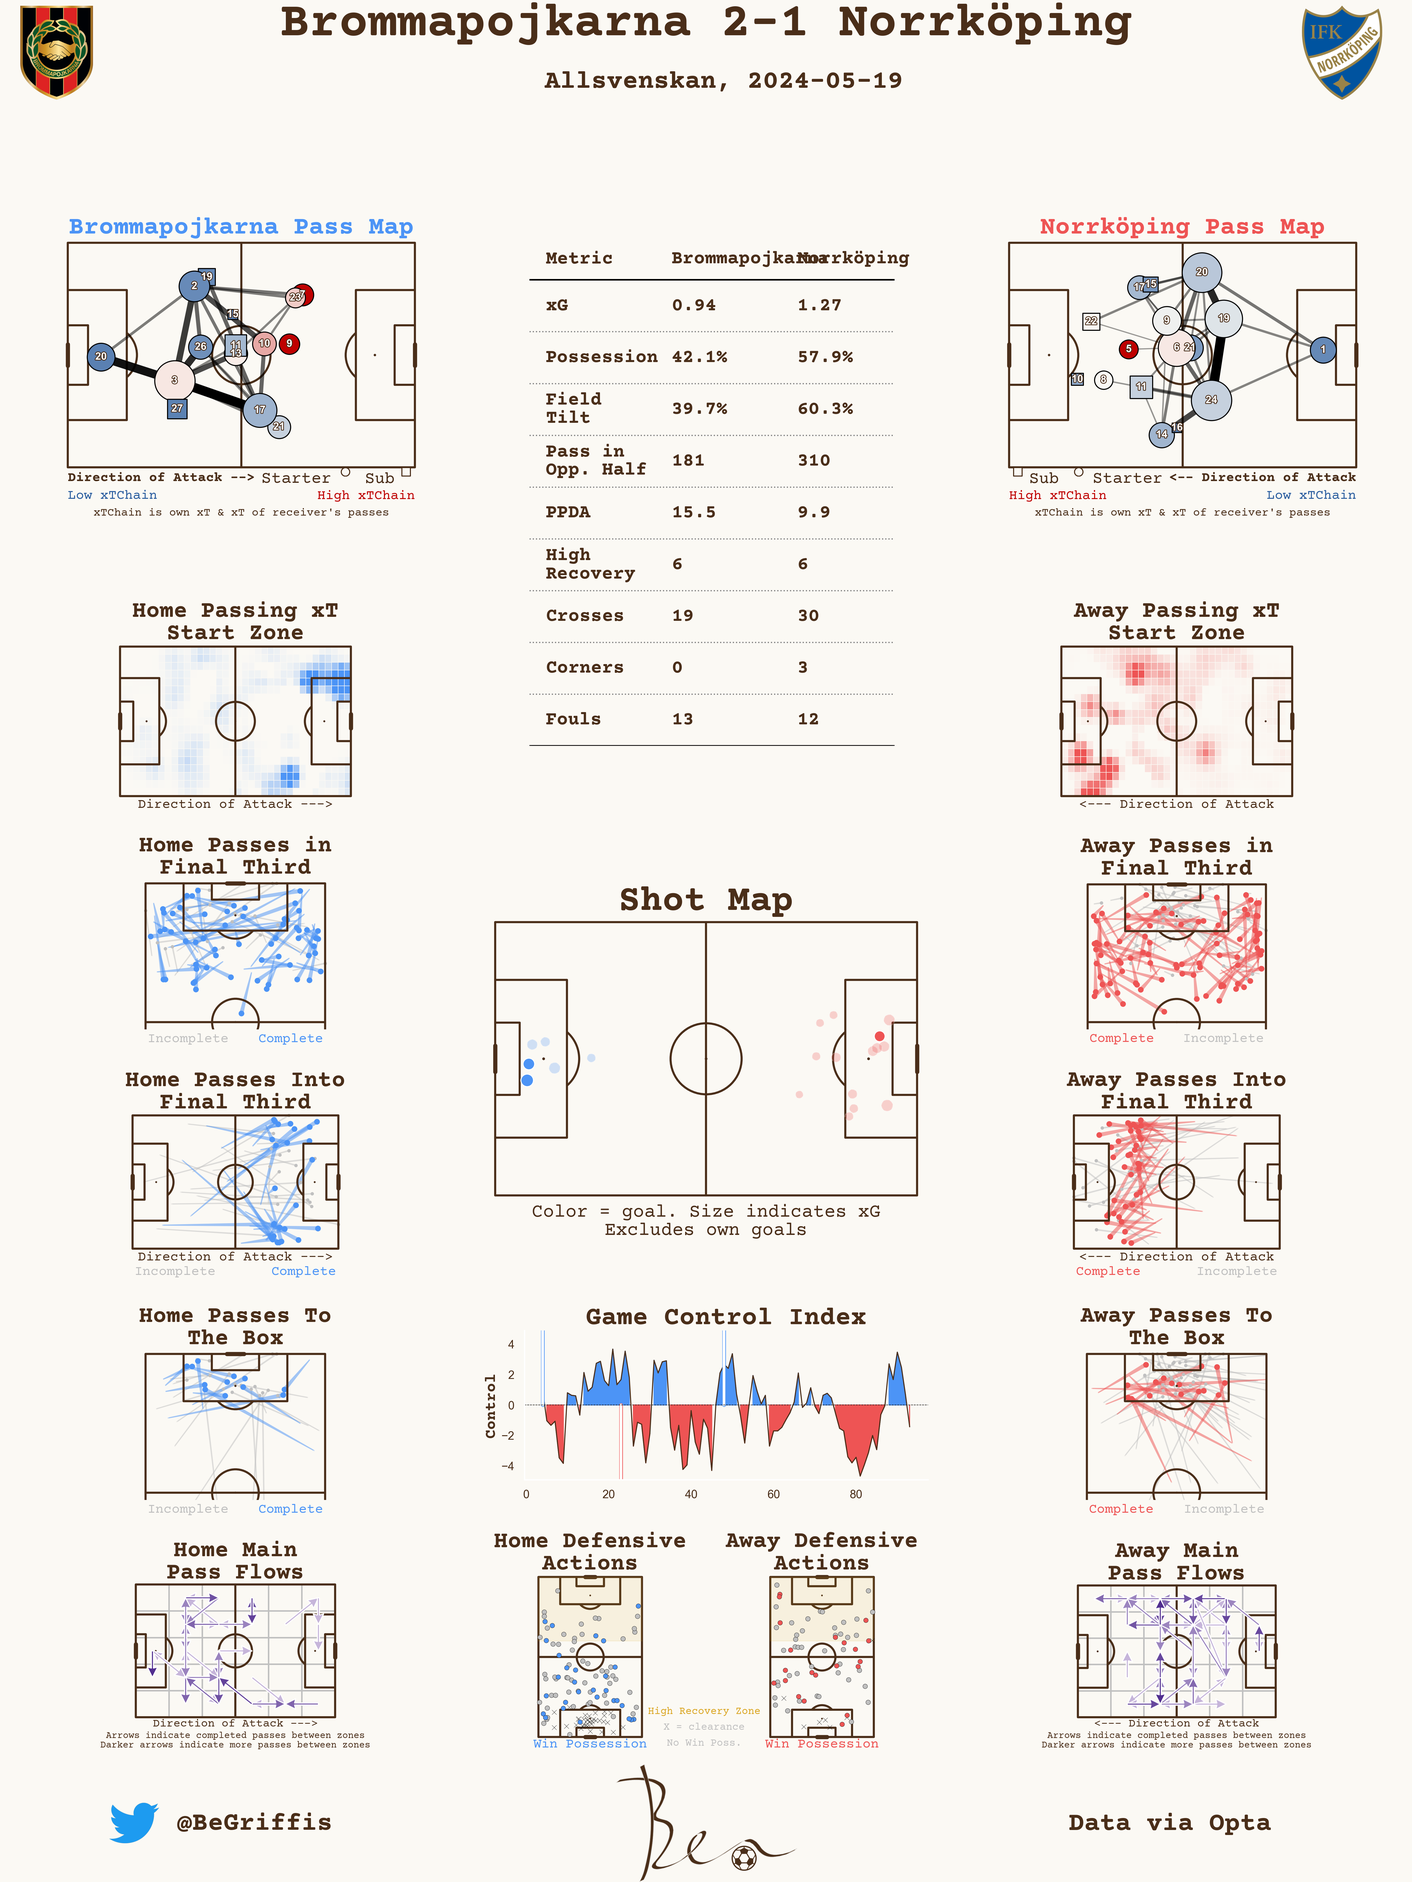 Brommapojkarna 2-1 Norrköping
Allsvenskan, 2024-05-19
BROMMAPOJKARNA
IFK
NORRKÖPING
Brommapojkarna Pass Map
19
2
7
23
15
11
13
10
9
26
20
3
27
17
21
Direction of Attack --> Starter Sub
Low xTChain High xTChain
xTChain is own xT & xT of receiver's passes
Metric Brommapojkarna Norrköping
xG 0.94 1.27
Possession 42.1% 57.9%
Field
Tilt 39.7% 60.3%
Pass in
Opp. Half 181 310
PPDA 15.5 9.9
High
Recovery 6 6
Crosses 19 30
Corners 0 3
Fouls 13 12
Norrköping Pass Map
20
17
15
22
9
19
5
6
21
1
10
8
11
24
14
16
Sub Starter <-- Direction of Attack
High xTChain Low xTChain
xTChain is own xT & xT of receiver's passes
Home Passing xT
Start Zone
Direction of Attack --->
Away Passing xT
Start Zone
<--- Direction of Attack
Home Passes in
Final Third
Incomplete Complete
Away Passes in
Final Third
Complete Incomplete
Shot Map
Color = goal. Size indicates xG
Excludes own goals
Home Passes Into
Final Third
Direction of Attack --->
Incomplete Complete
Away Passes Into
Final Third
<--- Direction of Attack
Complete Incomplete
Home Passes To
The Box
Incomplete Complete
Game Control Index
Control
4
2
0
−2
−4
0 20 40 60 80
Away Passes To
The Box
Complete Incomplete
Home Main
Pass Flows
Direction of Attack --->
Arrows indicate completed passes between zones
Darker arrows indicate more passes between zones
Home Defensive
Actions
Win Possession
Away Defensive
Actions
Win Possession
High Recovery Zone
X = clearance
No Win Poss.
Away Main
Pass Flows
<--- Direction of Attack
Arrows indicate completed passes between zones
Darker arrows indicate more passes between zones
@BeGriffis
Ben
Data via Opta